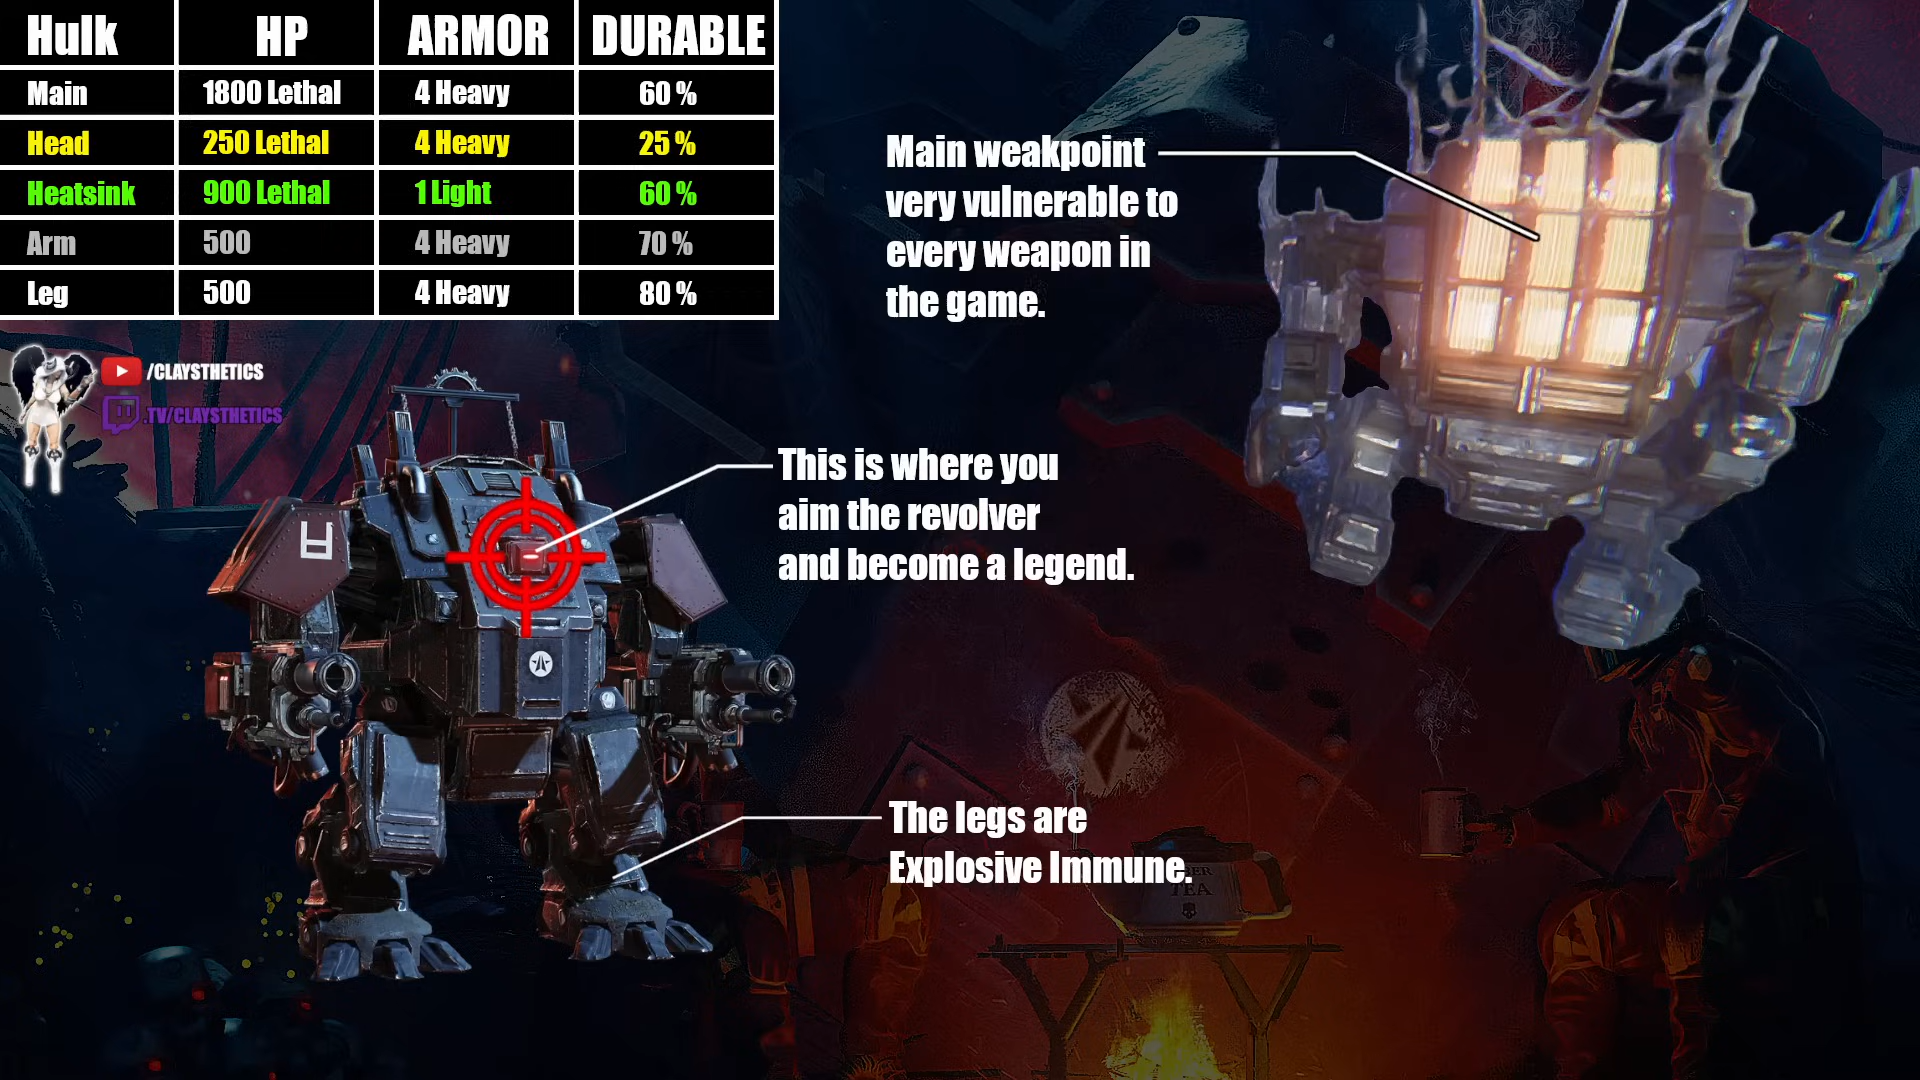 Hulk HP ARMOR DURABLE
Main 1800 Lethal 4 Heavy 60 %
Head 250 Lethal 4 Heavy 25 %
Heatsink 900 Lethal 1 Light 60 %
Arm 500 4 Heavy 70 %
Leg 500 4 Heavy 80 %
/CLAYSTHETICS
.TV/CLAYSTHETICS
Main weakpoint
very vulnerable to
every weapon in
the game.
This is where you
aim the revolver
and become a legend.
The legs are
Explosive Immune.
TEA